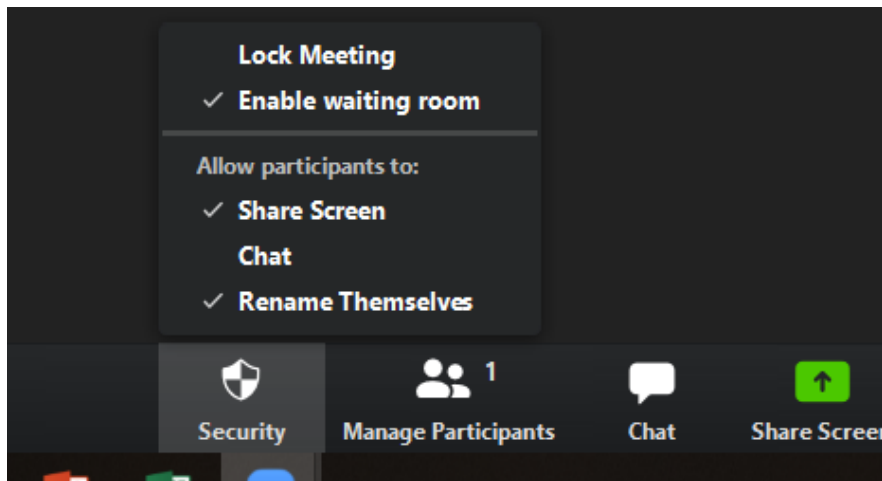 Lock Meeting
Enable waiting room
Allow participants to:
Share Screen
Chat
Rename Themselves
1
Security
Manage Participants
Chat
Share Screen